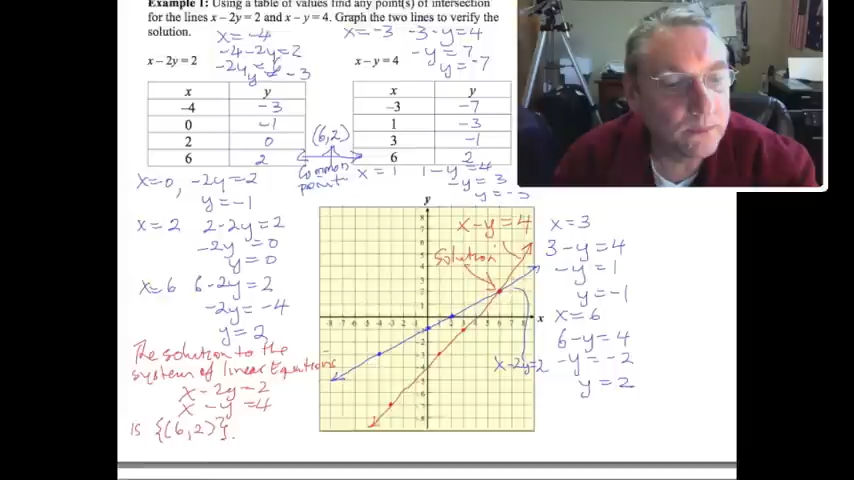 Example 1: Using a table of values find any point(s) of intersection
for the lines x – 2y = 2 and x – y = 4. Graph the two lines to verify the
solution.
x = -4
-4 -2y = 2
-2y = 6
y = -3
x = -3
-3 -y = 4
-y = 7
y = -7
x – 2y = 2
x y
–4 -3
0 -1
2 0
6 2
(6,2)
Common
point
x – y = 4
x y
–3 -7
1 -3
3 -1
6 2
x = 1
1 - y = 4
-y = 3
y = -3
x=0, -2y = 2
y = -1
x = 2 2-2y = 2
-2y = 0
y = 0
x=6 6-2y = 2
-2y = -4
y = 2
The solution to the
system of linear Equations
x - 2y = 2
x - y = 4
is {(6,2)}.
y
x - y = 4
Solution
x
x-2y=2
x = 3
3-y = 4
-y = 1
y = -1
x = 6
6-y = 4
-y = -2
y = 2